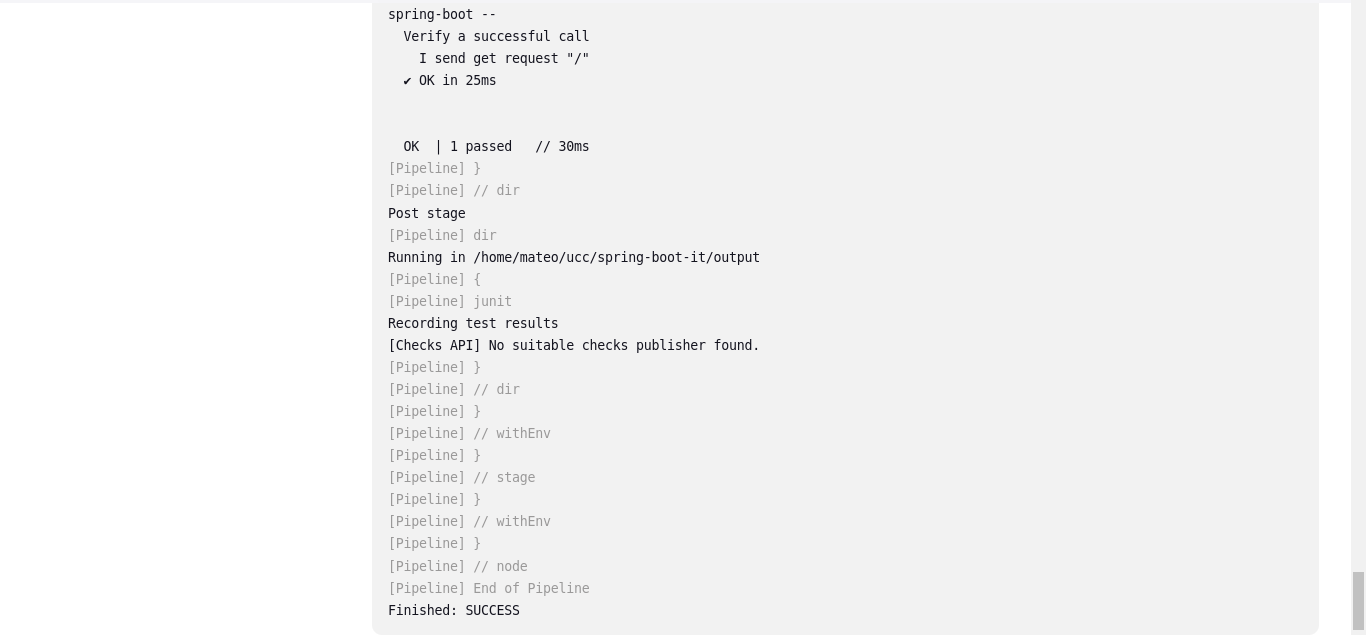 spring-boot --
Verify a successful call
I send get request "/"
✔ OK in 25ms
OK | 1 passed // 30ms
[Pipeline] }
[Pipeline] // dir
Post stage
[Pipeline] dir
Running in /home/mateo/ucc/spring-boot-it/output
[Pipeline] {
[Pipeline] junit
Recording test results
[Checks API] No suitable checks publisher found.
[Pipeline] }
[Pipeline] // dir
[Pipeline] }
[Pipeline] // withEnv
[Pipeline] }
[Pipeline] // stage
[Pipeline] }
[Pipeline] // withEnv
[Pipeline] }
[Pipeline] // node
[Pipeline] End of Pipeline
Finished: SUCCESS